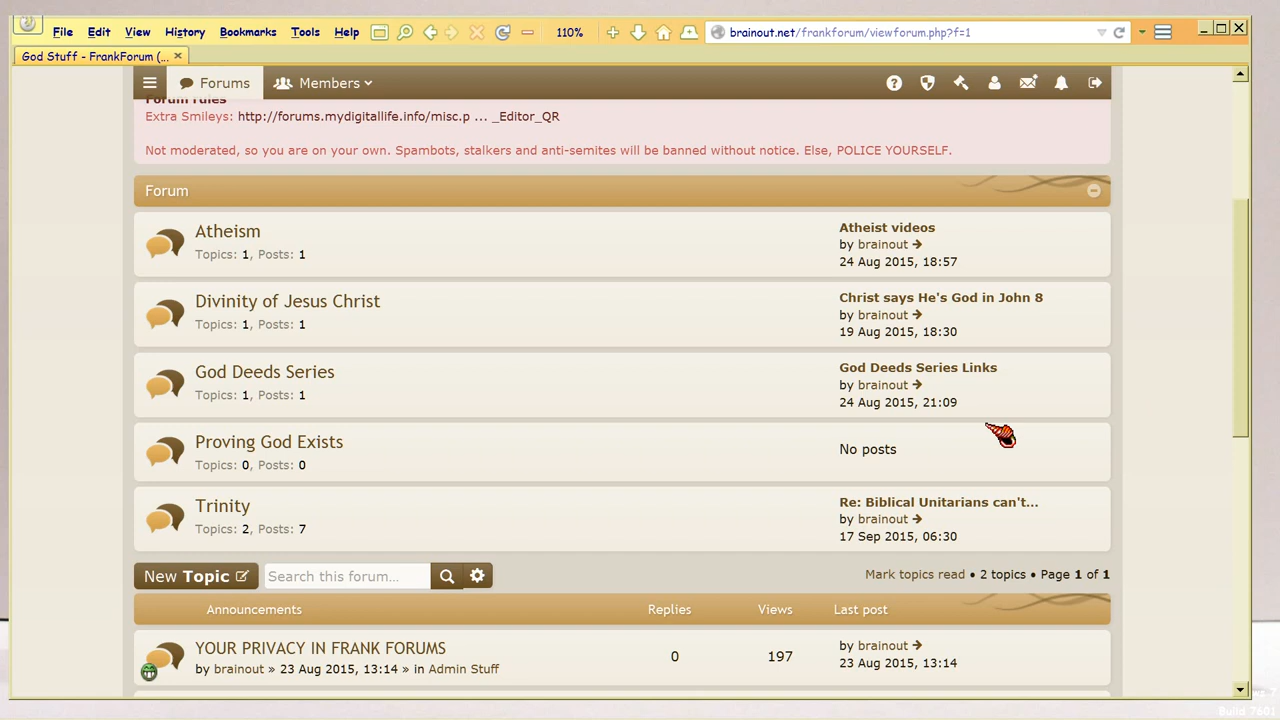 File Edit View History Bookmarks Tools Help 110% brainout.net/frankforum/viewforum.php?f=1
God Stuff - FrankForum (...
Forums Members
Forum rules
Extra Smileys: http://forums.mydigitallife.info/misc.p ... _Editor_QR
Not moderated, so you are on your own. Spambots, stalkers and anti-semites will be banned without notice. Else, POLICE YOURSELF.
Forum
Atheism
Topics: 1, Posts: 1
Atheist videos
by brainout
24 Aug 2015, 18:57
Divinity of Jesus Christ
Topics: 1, Posts: 1
Christ says He's God in John 8
by brainout
19 Aug 2015, 18:30
God Deeds Series
Topics: 1, Posts: 1
God Deeds Series Links
by brainout
24 Aug 2015, 21:09
Proving God Exists
Topics: 0, Posts: 0
No posts
Trinity
Topics: 2, Posts: 7
Re: Biblical Unitarians can't...
by brainout
17 Sep 2015, 06:30
New Topic Search this forum... Mark topics read • 2 topics • Page 1 of 1
Announcements Replies Views Last post
YOUR PRIVACY IN FRANK FORUMS
by brainout » 23 Aug 2015, 13:14 » in Admin Stuff
0 197
by brainout
23 Aug 2015, 13:14
Build 7601